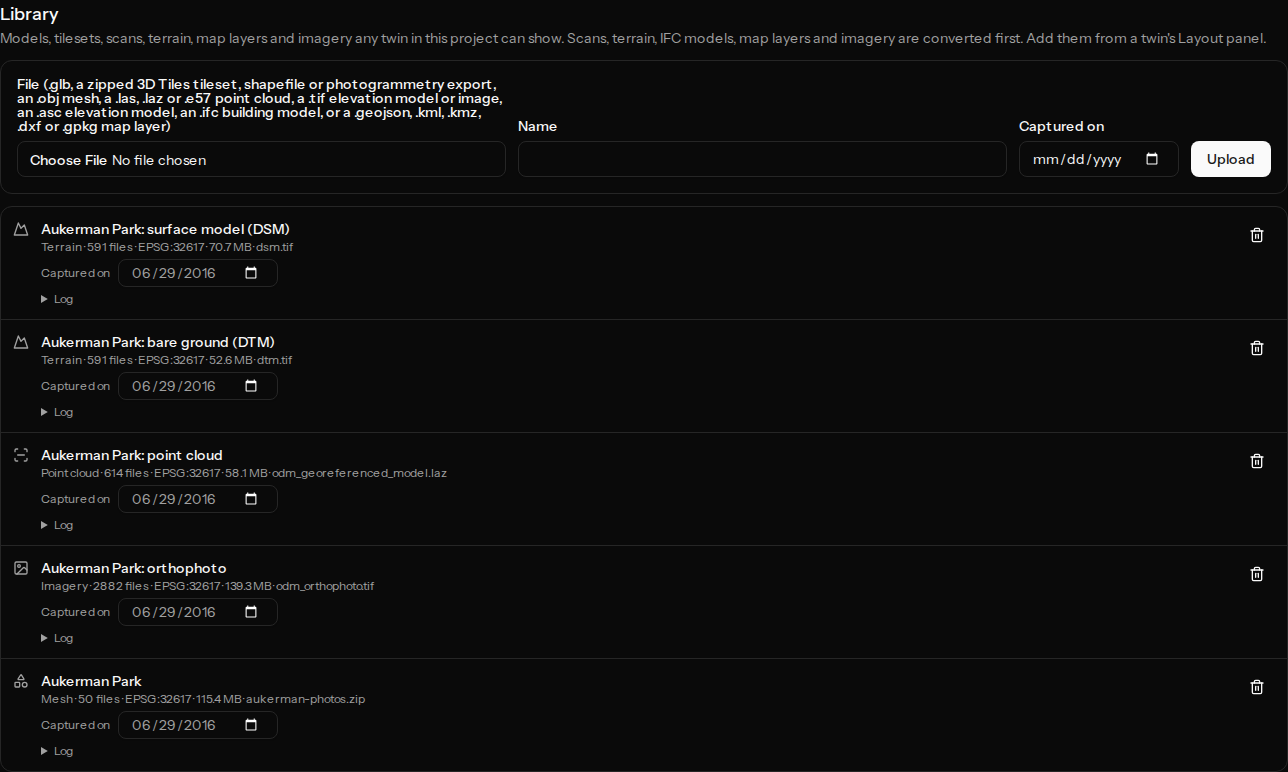 Library
Models, tilesets, scans, terrain, map layers and imagery any twin in this project can show. Scans, terrain, IFC models, map layers and imagery are converted first. Add them from a twin's Layout panel.
File (.glb, a zipped 3D Tiles tileset, shapefile or photogrammetry export,
an .obj mesh, a .las, .laz or .e57 point cloud, a .tif elevation model or image,
an .asc elevation model, an .ifc building model, or a .geojson, .kml, .kmz,
.dxf or .gpkg map layer)
Name
Captured on
Choose File No file chosen
mm/dd/yyyy
Upload
Aukerman Park: surface model (DSM)
Terrain · 591 files · EPSG:32617 · 70.7 MB · dsm.tif
Captured on 06/29/2016
Log
Aukerman Park: bare ground (DTM)
Terrain · 591 files · EPSG:32617 · 52.6 MB · dtm.tif
Captured on 06/29/2016
Log
Aukerman Park: point cloud
Point cloud · 614 files · EPSG:32617 · 58.1 MB · odm_georeferenced_model.laz
Captured on 06/29/2016
Log
Aukerman Park: orthophoto
Imagery · 2882 files · EPSG:32617 · 139.3 MB · odm_orthophoto.tif
Captured on 06/29/2016
Log
Aukerman Park
Mesh · 50 files · EPSG:32617 · 115.4 MB · aukerman-photos.zip
Captured on 06/29/2016
Log